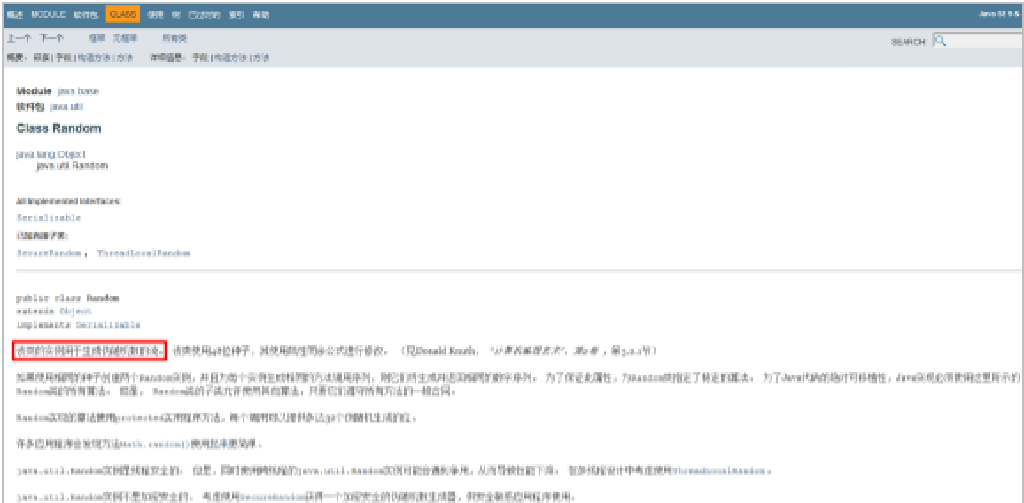 概述 MODULE 软件包 CLASS 使用 树 已过时的 索引 帮助 Java SE 9 &
上一个 下一个 框架 无框架 所有类
SEARCH:
概要: 嵌套 | 字段 | 构造方法 | 方法 详细信息: 字段 | 构造方法 | 方法
Module java.base
软件包 java.util
Class Random
java.lang.Object
java.util.Random
All Implemented Interfaces:
Serializable
已知直接子类:
SecureRandom , ThreadLocalRandom
public class Random
extends Object
implements Serializable
该类的实例用于生成伪随机数的流。 该类使用48位种子,其使用线性同余公式进行修改。 (见Donald Knuth, “计算机编程艺术”,第2卷 ,第3.2.1节)
如果使用相同的种子创建两个Random实例,并且为每个实例生成相同的方法调用序列,则它们将生成并返回相同的数字序列。 为了保证此属性,为Random类指定了特定的算法。 为了Java代码的绝对可移植性,Java实现必须使用这里所示的
Random类的所有算法。 但是, Random类的子类允许使用其他算法,只要它们遵守所有方法的一般合同。
Random实现的算法使用protected实用程序方法,每个调用可以提供多达32个伪随机生成的位。
许多应用程序会发现方法Math.random()使用起来更简单。
java.util.Random实例是线程安全的。 但是,同时使用跨线程的java.util.Random实例可能会遇到争用,从而导致性能下降。 在多线程设计中考虑使用ThreadLocalRandom 。
java.util.Random实例不是加密安全的。 考虑使用SecureRandom获得一个加密安全的伪随机数生成器,供安全敏感应用程序使用。